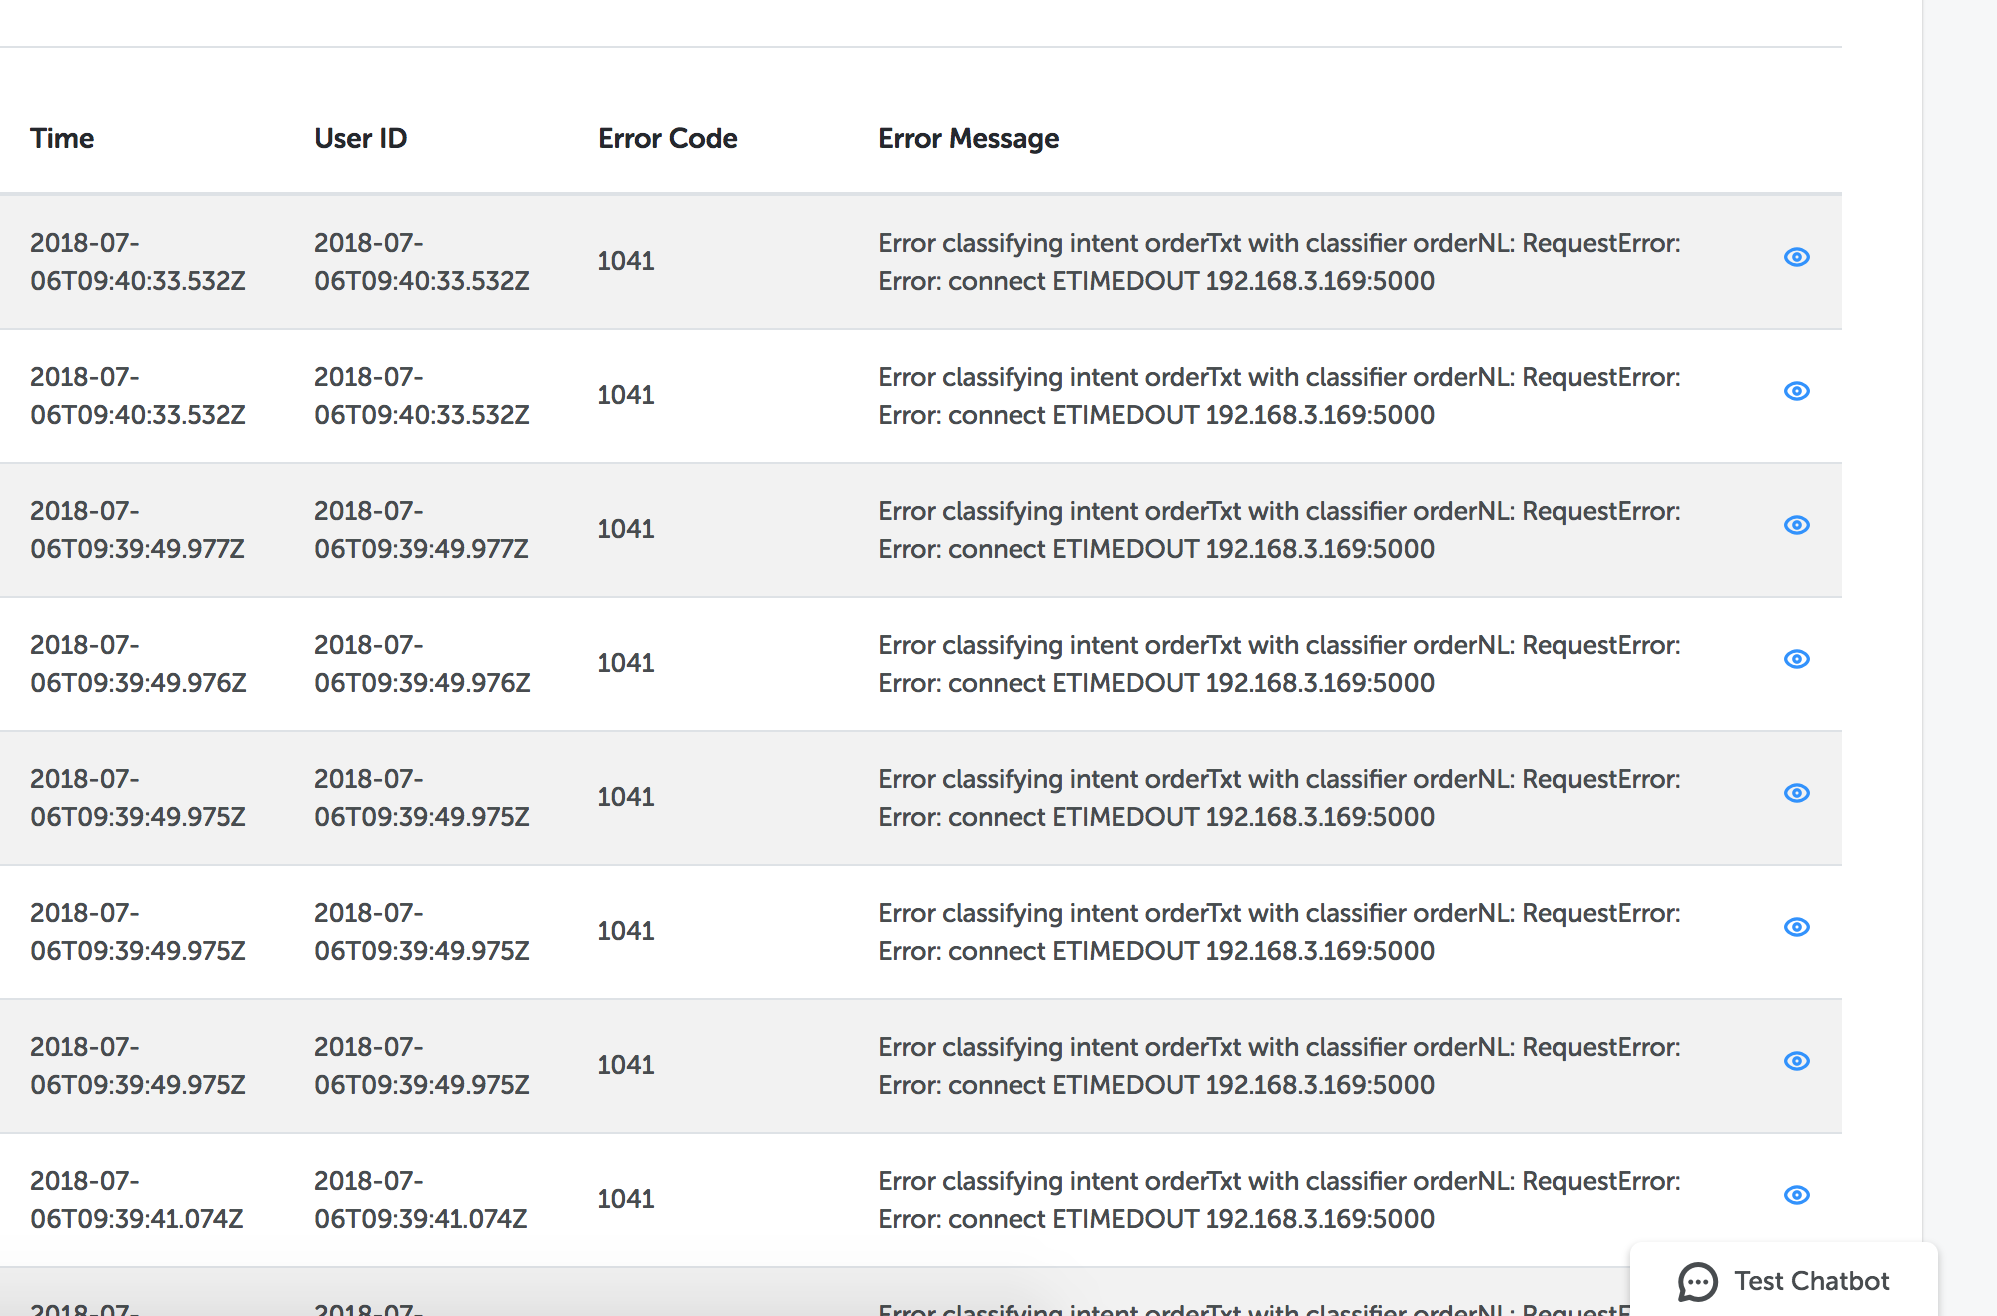 Time User ID Error Code Error Message
2018-07- 2018-07- Error classifying intent orderTxt with classifier orderNL: RequestError:
1041
06T09:40:33.532Z 06T09:40:33.532Z Error: connect ETIMEDOUT 192.168.3.169:5000
2018-07- 2018-07- Error classifying intent orderTxt with classifier orderNL: RequestError:
1041
06T09:40:33.532Z 06T09:40:33.532Z Error: connect ETIMEDOUT 192.168.3.169:5000
2018-07- 2018-07- Error classifying intent orderTxt with classifier orderNL: RequestError:
1041
06T09:39:49.977Z 06T09:39:49.977Z Error: connect ETIMEDOUT 192.168.3.169:5000
2018-07- 2018-07- Error classifying intent orderTxt with classifier orderNL: RequestError:
1041
06T09:39:49.976Z 06T09:39:49.976Z Error: connect ETIMEDOUT 192.168.3.169:5000
2018-07- 2018-07- Error classifying intent orderTxt with classifier orderNL: RequestError:
1041
06T09:39:49.975Z 06T09:39:49.975Z Error: connect ETIMEDOUT 192.168.3.169:5000
2018-07- 2018-07- Error classifying intent orderTxt with classifier orderNL: RequestError:
1041
06T09:39:49.975Z 06T09:39:49.975Z Error: connect ETIMEDOUT 192.168.3.169:5000
2018-07- 2018-07- Error classifying intent orderTxt with classifier orderNL: RequestError:
1041
06T09:39:49.975Z 06T09:39:49.975Z Error: connect ETIMEDOUT 192.168.3.169:5000
2018-07- 2018-07- Error classifying intent orderTxt with classifier orderNL: RequestError:
1041
06T09:39:41.074Z 06T09:39:41.074Z Error: connect ETIMEDOUT 192.168.3.169:5000
Test Chatbot
2018-07- 2018-07- Error classifying intent orderTxt with classifier orderNL: RequestE